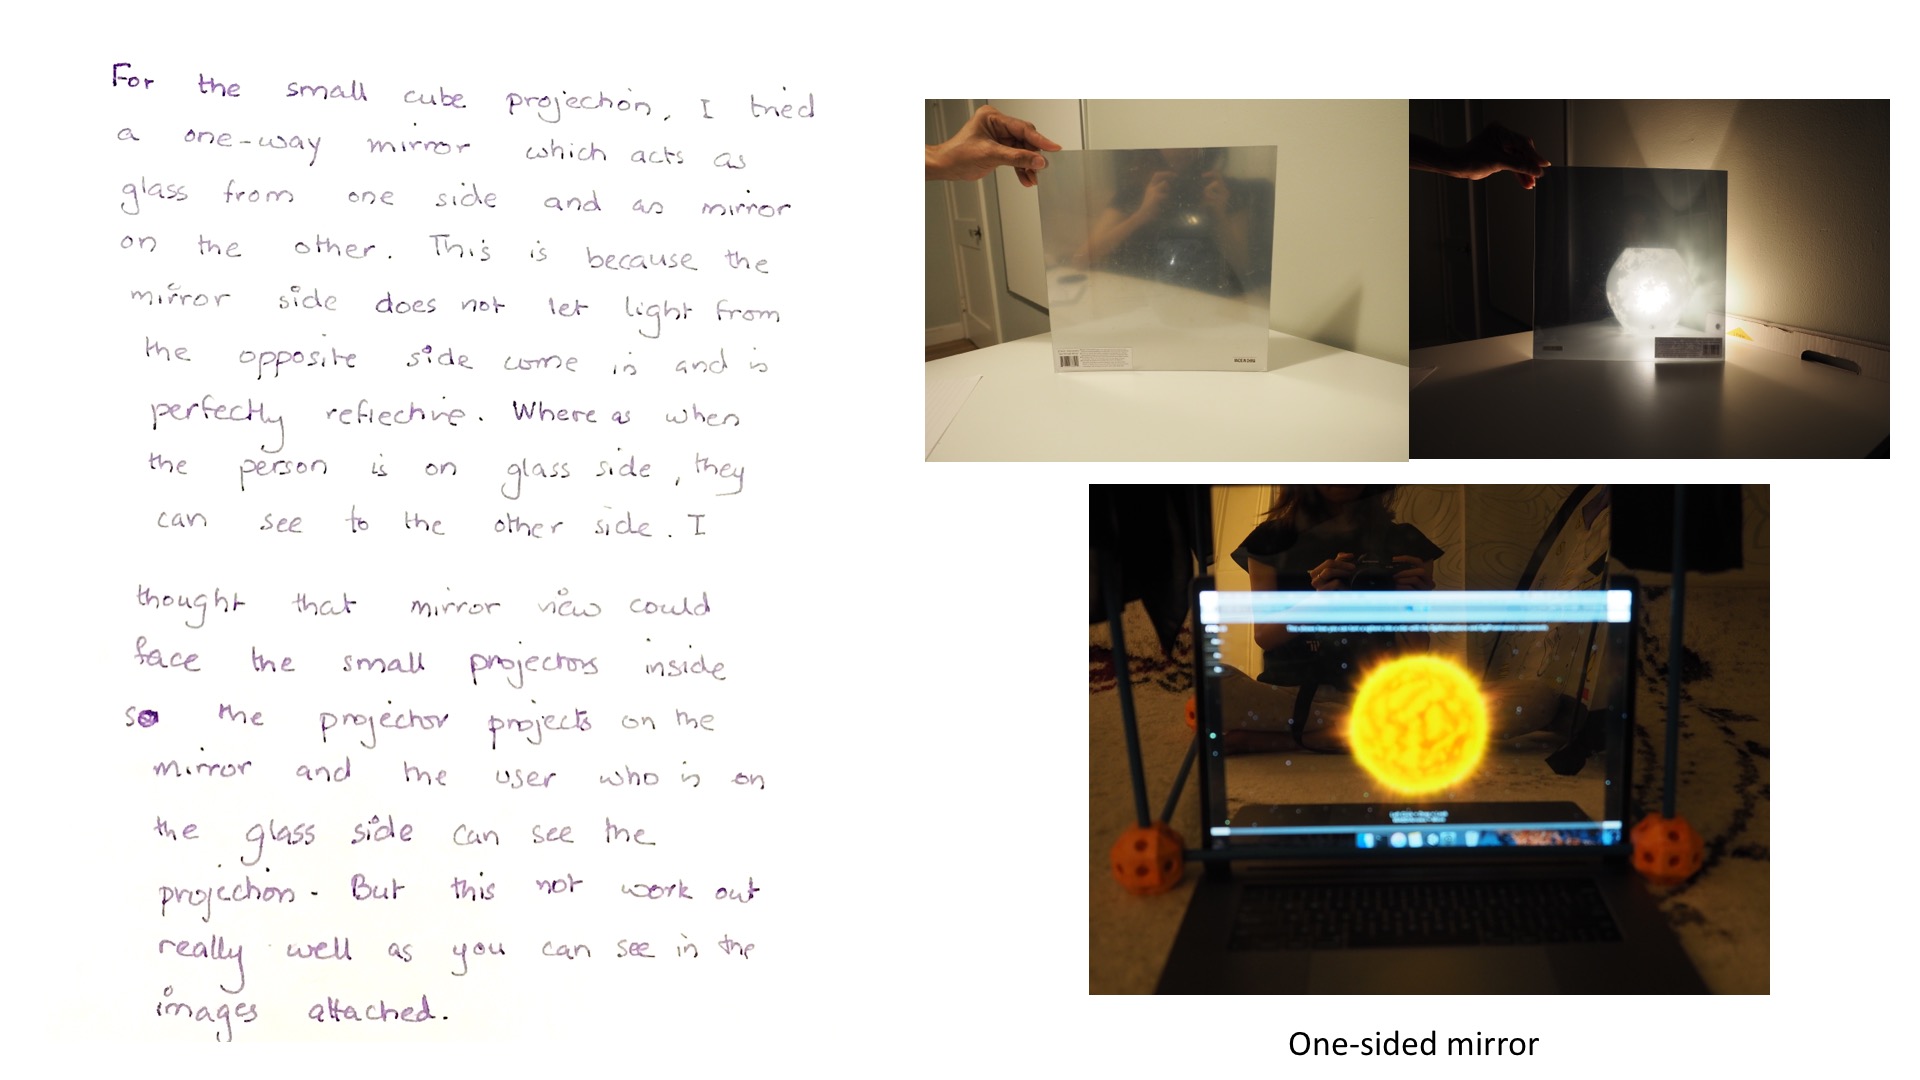 For the small cube projection, I tried
a one-way mirror which acts as
glass from one side and as mirror
on the other. This is because the
mirror side does not let light from
the opposite side come in and is
perfectly reflective. Where as when
the person is on glass side, they
can see to the other side. I
thought that mirror view could
face the small projectors inside
so the projector projects on the
mirror and the user who is on
the glass side can see the
projection. But this not work out
really well as you can see in the
images attached.
MADE IN CHINA
One-sided mirror